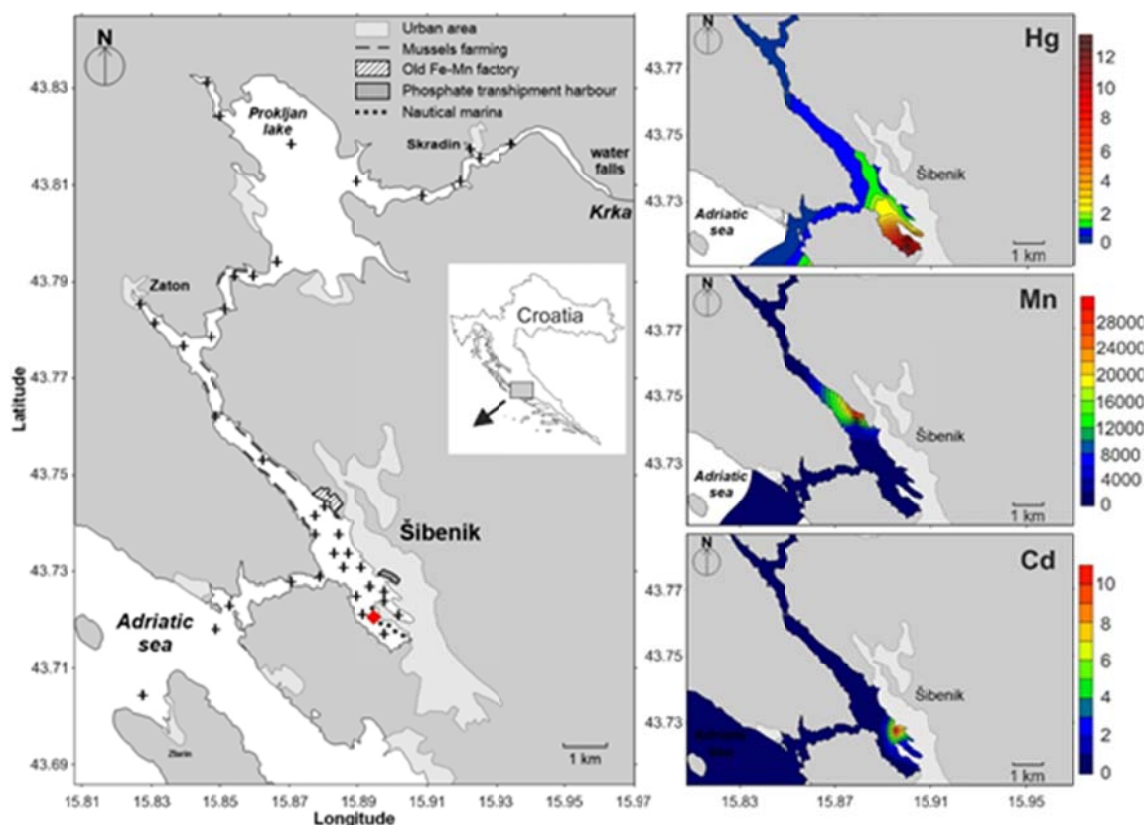 N
Urban area
Mussels farming
Old Fe-Mn factory
Phosphate transhipment harbour
Nautical marina
Prokljan
lake
Skradin
water
falls
Krka
Zaton
Croatia
Šibenik
Adriatic
sea
Zlarin
1 km
Latitude
43.83
43.81
43.79
43.77
43.75
43.73
43.71
43.69
15.81 15.83 15.85 15.87 15.89 15.91 15.93 15.95 15.97
Longitude
N
Hg
43.77
43.75
43.73
Šibenik
Adriatic
sea
1 km
12
10
8
6
4
2
1
0
N
Mn
43.77
43.75
43.73
Šibenik
Adriatic
sea
1 km
28000
24000
20000
16000
12000
8000
4000
0
N
Cd
43.77
43.75
43.73
Šibenik
Adriatic
sea
1 km
10
8
6
4
2
0
15.83 15.87 15.91 15.95